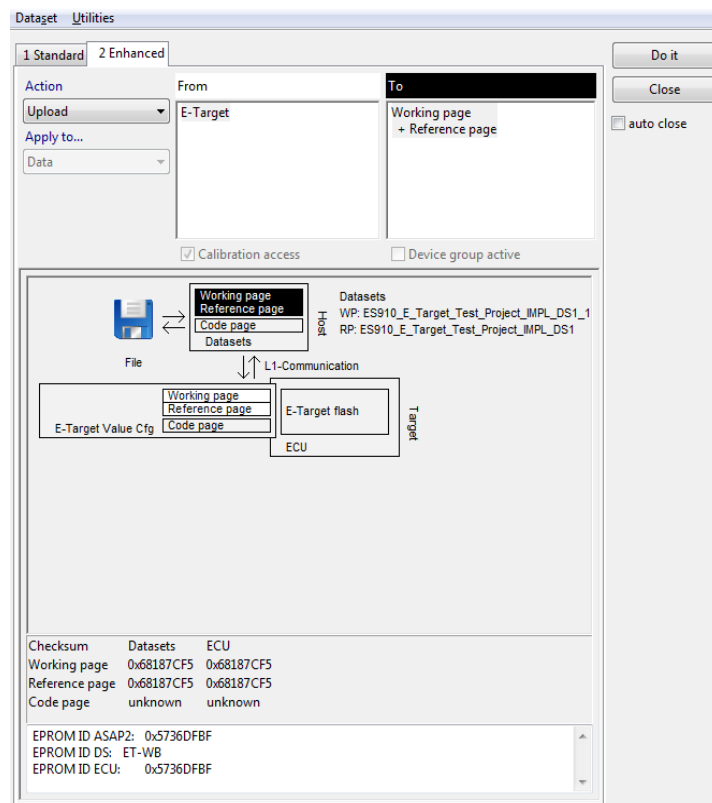 Dataset Utilities
1 Standard 2 Enhanced
Do it
Close
auto close
Action
From
To
Upload
E-Target
Working page
+ Reference page
Apply to...
Data
Calibration access
Device group active
Working page
Reference page
Code page
Datasets
Host
Datasets
WP: ES910_E_Target_Test_Project_IMPL_DS1_1
RP: ES910_E_Target_Test_Project_IMPL_DS1
File
L1-Communication
Working page
Reference page
Code page
E-Target Value Cfg
E-Target flash
ECU
Target
Checksum Datasets ECU
Working page 0x68187CF5 0x68187CF5
Reference page 0x68187CF5 0x68187CF5
Code page unknown unknown
EPROM ID ASAP2: 0x5736DFBF
EPROM ID DS: ET-WB
EPROM ID ECU: 0x5736DFBF